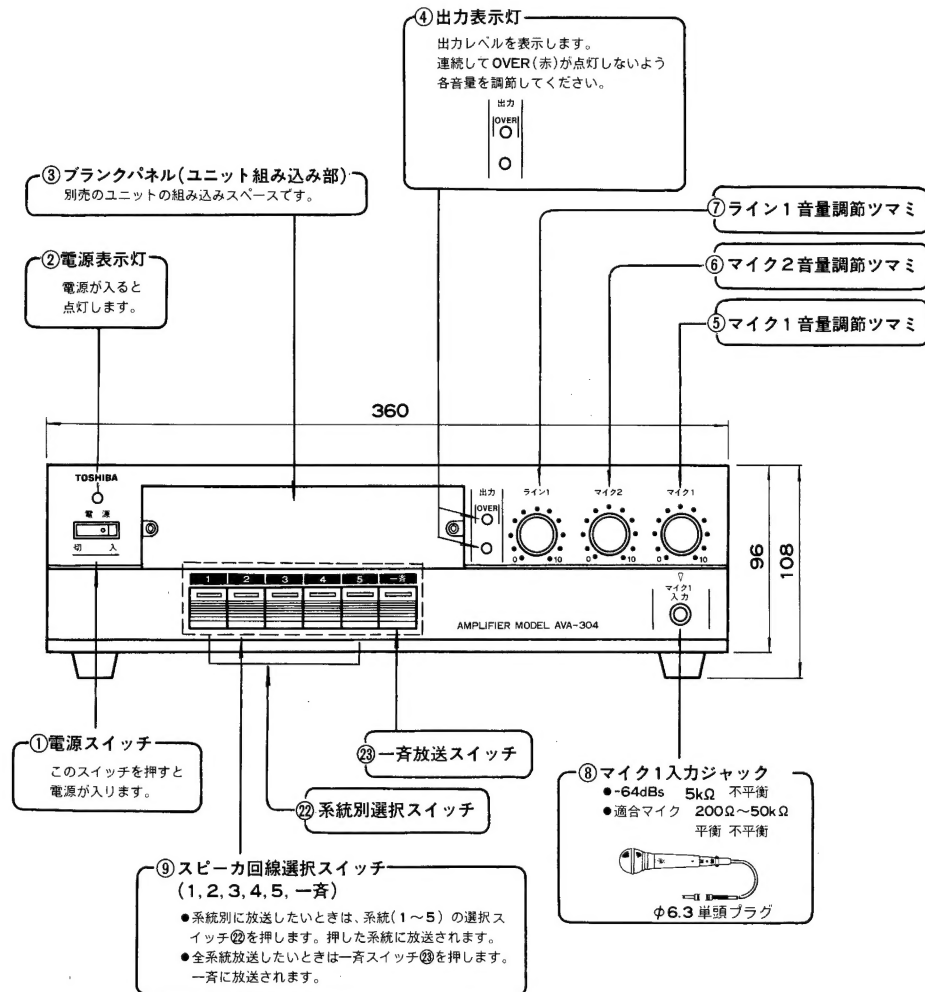 ④出力表示灯
出力レベルを表示します。
連続してOVER(赤)が点灯しないよう
各音量を調節してください。
出力
OVER
③ブランクパネル(ユニット組み込み部)
別売のユニットの組み込みスペースです。
②電源表示灯
電源が入ると
点灯します。
⑦ライン1音量調節ツマミ
⑥マイク2音量調節ツマミ
⑤マイク1音量調節ツマミ
360
TOSHIBA
電源
切 入
出力
OVER
ライン1
マイク2
マイク1
0 10
0 10
0 10
96
108
1 2 3 4 5 一斉
マイク1
入力
AMPLIFIER MODEL AVA-304
①電源スイッチ
このスイッチを押すと
電源が入ります。
㉓一斉放送スイッチ
㉒系統別選択スイッチ
⑧マイク1入力ジャック
●-64dBs 5kΩ 不平衡
●適合マイク 200Ω～50kΩ
平衡 不平衡
φ6.3単頭プラグ
⑨スピーカ回線選択スイッチ
(1,2,3,4,5,一斉)
●系統別に放送したいときは、系統(1～5)の選択ス
イッチ㉒を押します。押した系統に放送されます。
●全系統放送したいときは一斉スイッチ㉓を押します。
一斉に放送されます。